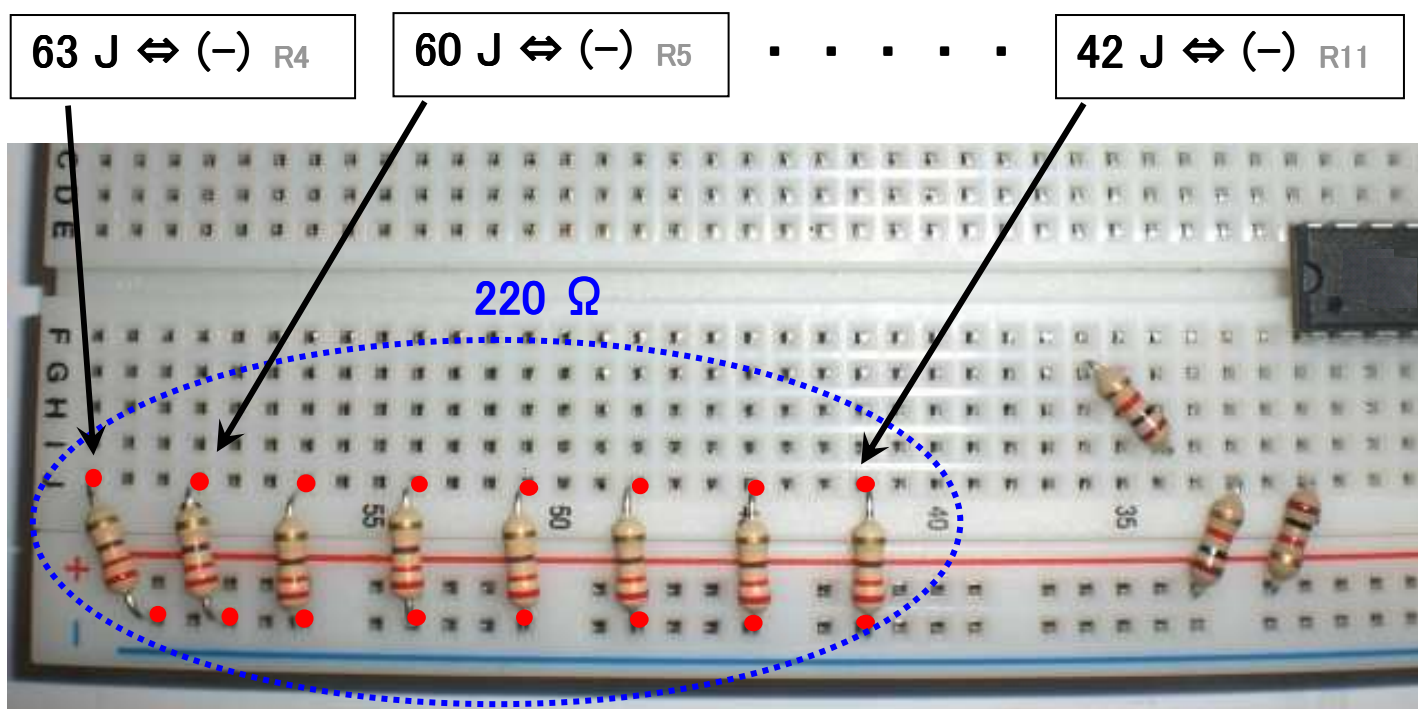 63 J ⇔ (−) R4
60 J ⇔ (−) R5
· · · · ·
42 J ⇔ (−) R11
C
D
E
220 Ω
F
G
H
I
J
55
50
40
35
+
−